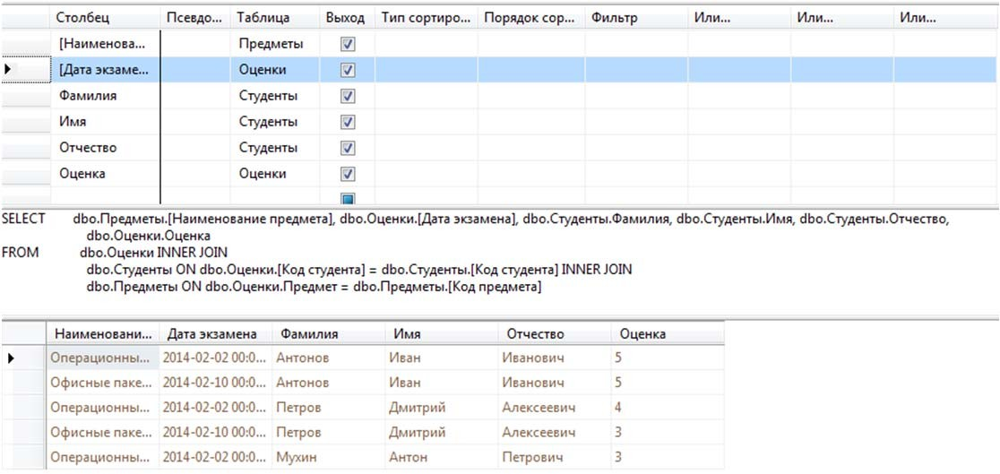 Столбец Псевдо... Таблица Выход Тип сортиро... Порядок сор... Фильтр Или... Или... Или...
[Наименова... Предметы
[Дата экзаме... Оценки
Фамилия Студенты
Имя Студенты
Отчество Студенты
Оценка Оценки
SELECT dbo.Предметы.[Наименование предмета], dbo.Оценки.[Дата экзамена], dbo.Студенты.Фамилия, dbo.Студенты.Имя, dbo.Студенты.Отчество,
dbo.Оценки.Оценка
FROM dbo.Оценки INNER JOIN
dbo.Студенты ON dbo.Оценки.[Код студента] = dbo.Студенты.[Код студента] INNER JOIN
dbo.Предметы ON dbo.Оценки.Предмет = dbo.Предметы.[Код предмета]
Наименовани... Дата экзамена Фамилия Имя Отчество Оценка
Операционны... 2014-02-02 00:0... Антонов Иван Иванович 5
Офисные паке... 2014-02-10 00:0... Антонов Иван Иванович 5
Операционны... 2014-02-02 00:0... Петров Дмитрий Алексеевич 4
Офисные паке... 2014-02-10 00:0... Петров Дмитрий Алексеевич 3
Операционны... 2014-02-02 00:0... Мухин Антон Петрович 3